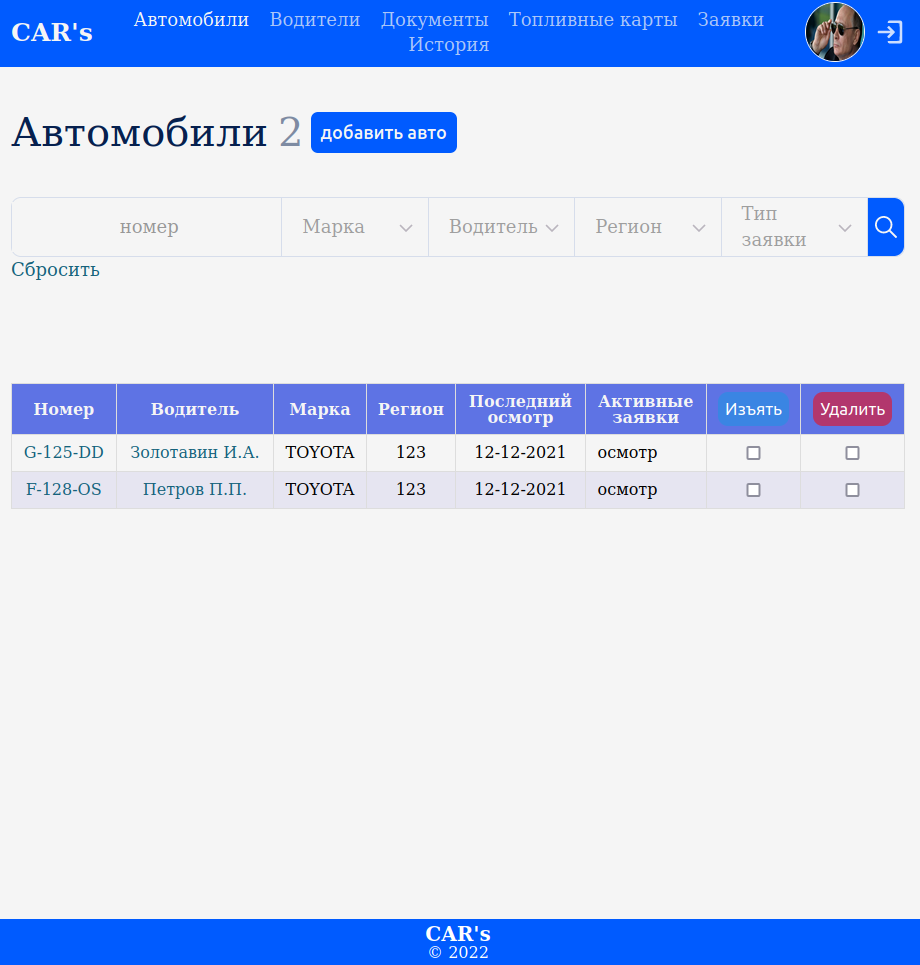 CAR's
Автомобили Водители Документы Топливные карты Заявки
История
Автомобили 2 добавить авто
номер Марка Водитель Регион Тип
заявки
Сбросить
Номер Водитель Марка Регион Последний осмотр Активные заявки Изъять Удалить
G-125-DD Золотавин И.А. TOYOTA 123 12-12-2021 осмотр
F-128-OS Петров П.П. TOYOTA 123 12-12-2021 осмотр
CAR's
© 2022